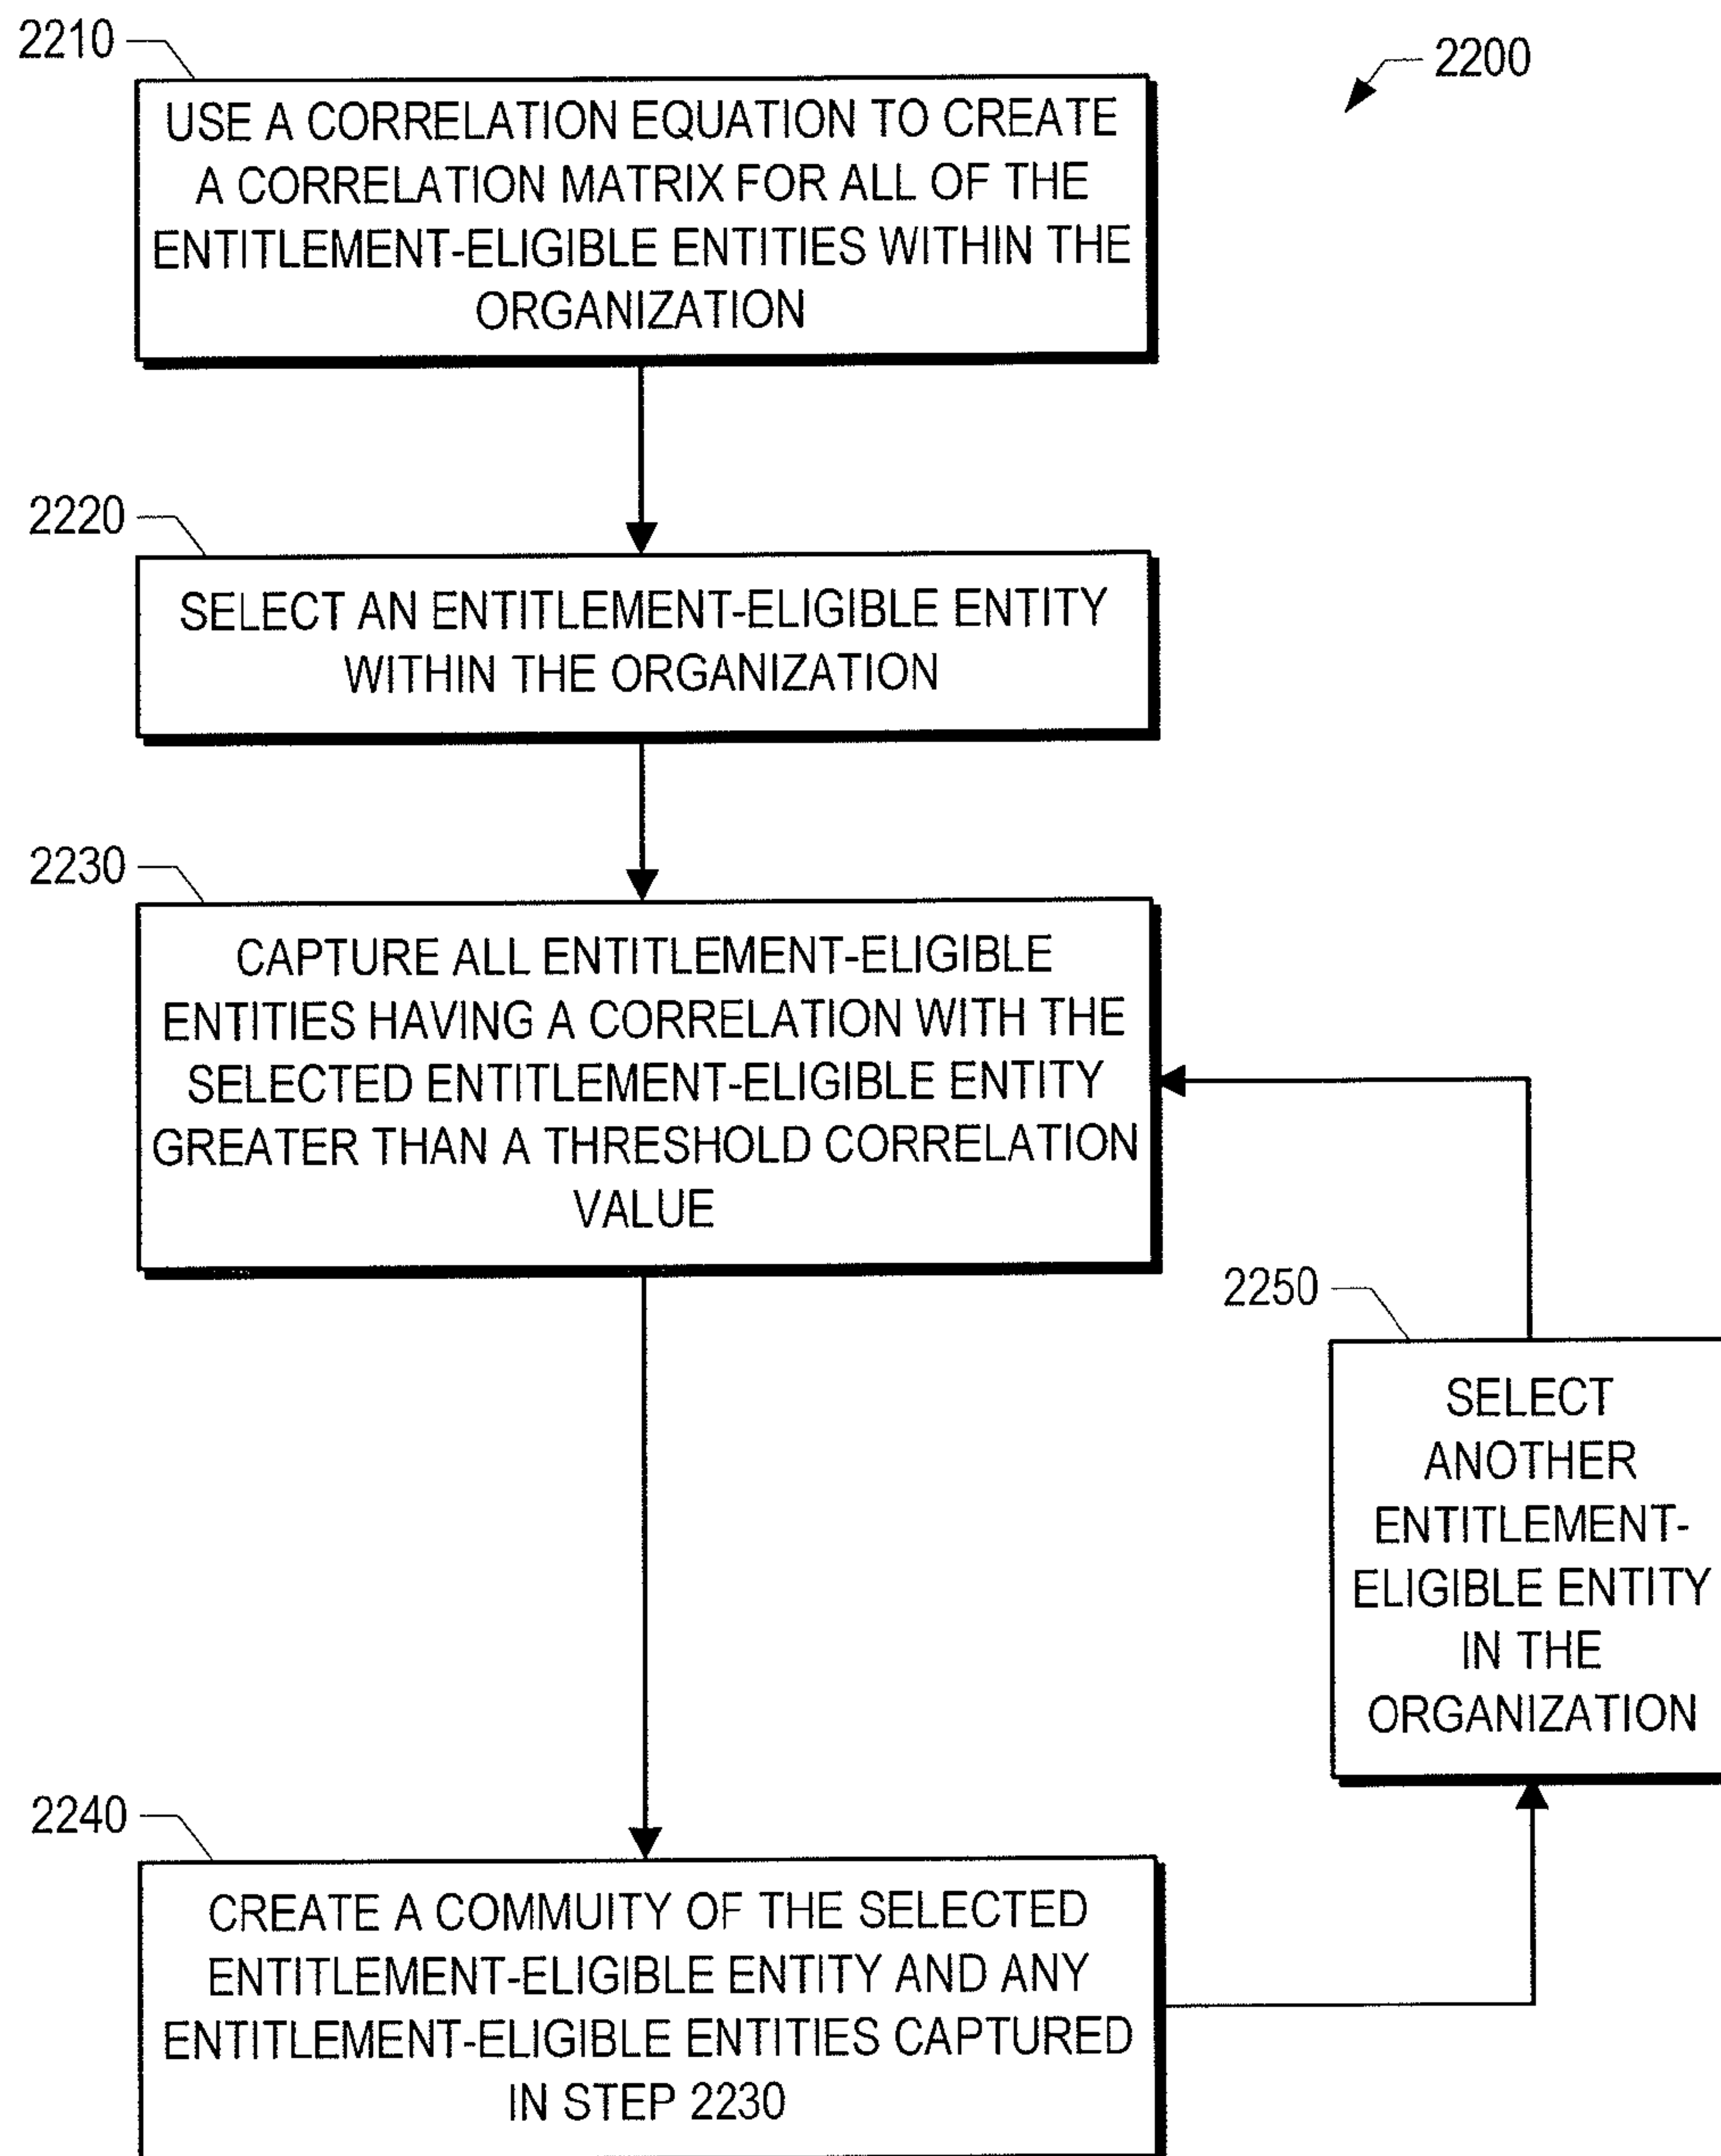 2210
2200
USE A CORRELATION EQUATION TO CREATE
A CORRELATION MATRIX FOR ALL OF THE
ENTITLEMENT-ELIGIBLE ENTITIES WITHIN THE
ORGANIZATION
2220
SELECT AN ENTITLEMENT-ELIGIBLE ENTITY
WITHIN THE ORGANIZATION
2230
CAPTURE ALL ENTITLEMENT-ELIGIBLE
ENTITIES HAVING A CORRELATION WITH THE
SELECTED ENTITLEMENT-ELIGIBLE ENTITY
GREATER THAN A THRESHOLD CORRELATION
VALUE
2250
SELECT
ANOTHER
ENTITLEMENT-
ELIGIBLE ENTITY
IN THE
ORGANIZATION
2240
CREATE A COMMUITY OF THE SELECTED
ENTITLEMENT-ELIGIBLE ENTITY AND ANY
ENTITLEMENT-ELIGIBLE ENTITIES CAPTURED
IN STEP 2230